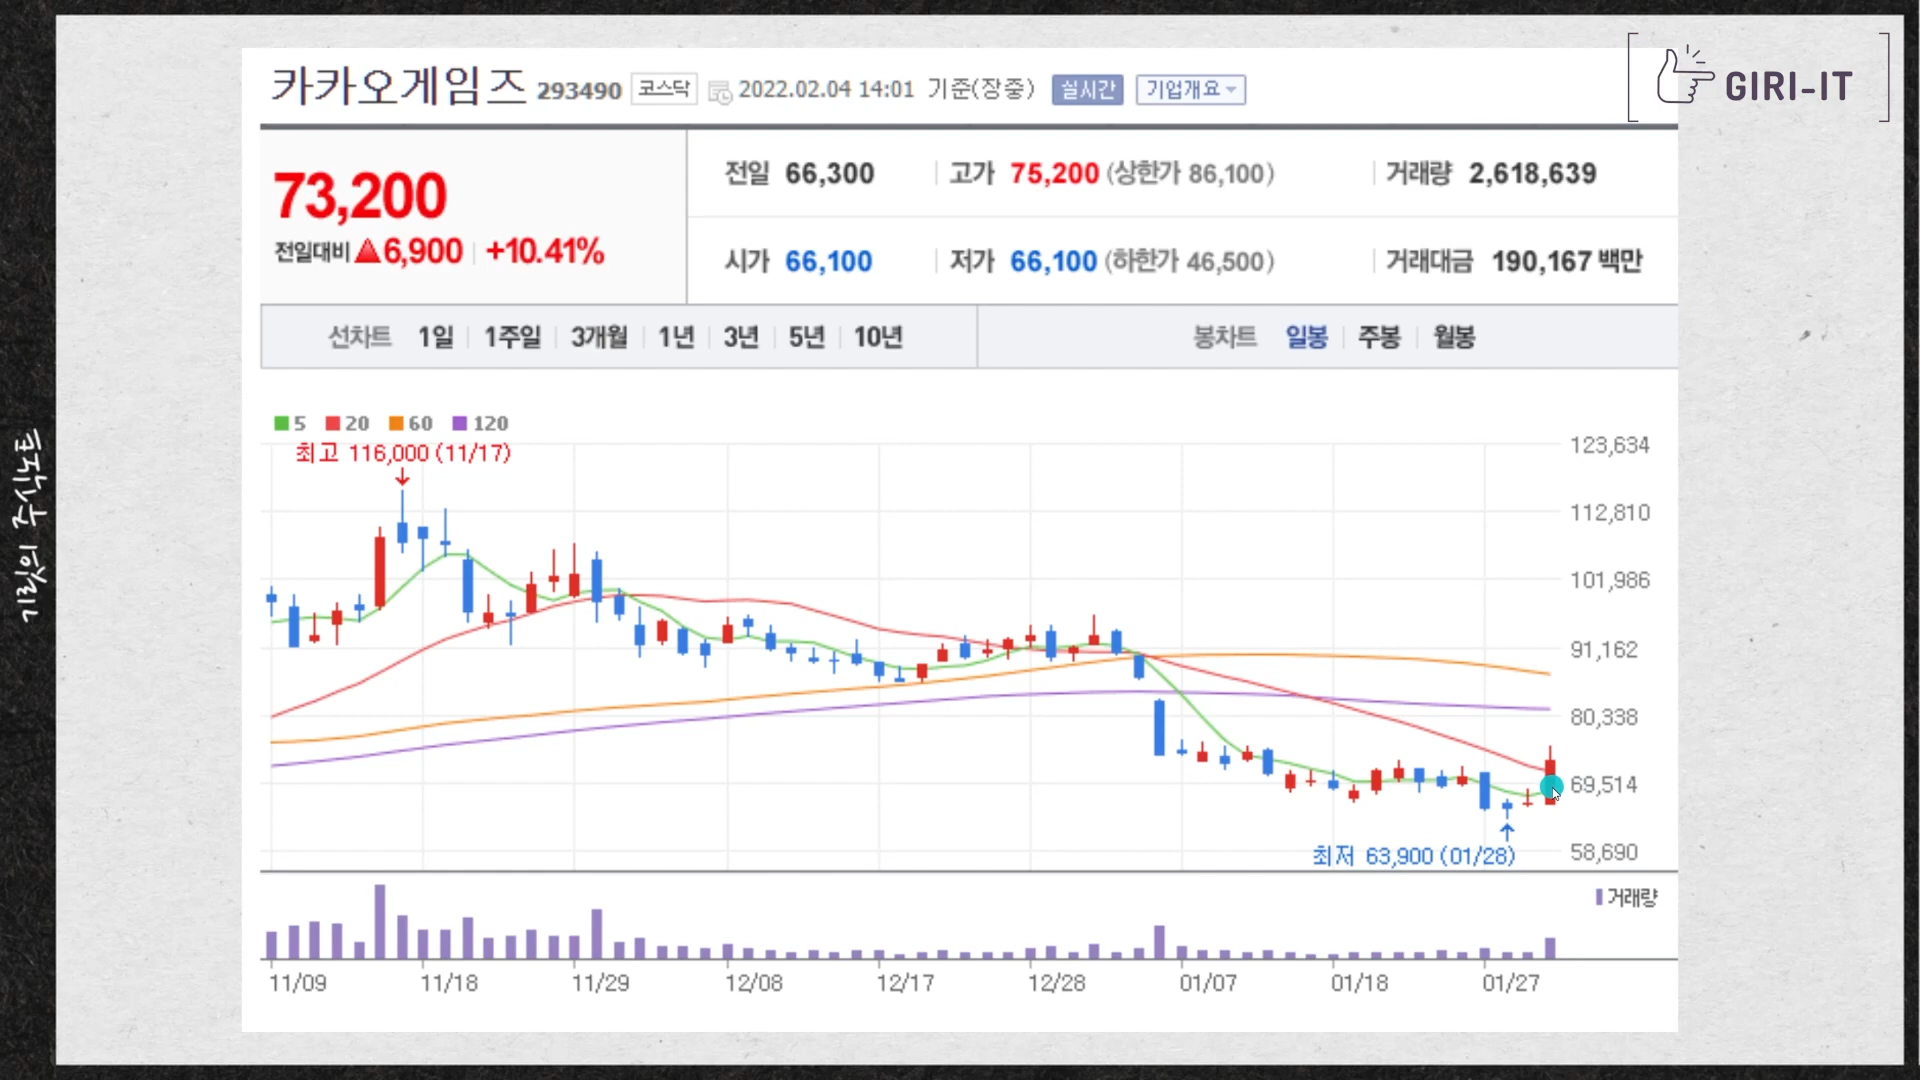 카카오게임즈 293490 코스닥 2022.02.04 14:01 기준(장중) 실시간 기업개요
GIRI-IT
73,200
전일대비 ▲6,900 +10.41%
전일 66,300 고가 75,200 (상한가 86,100) 거래량 2,618,639
시가 66,100 저가 66,100 (하한가 46,500) 거래대금 190,167 백만
선차트 1일 1주일 3개월 1년 3년 5년 10년 봉차트 일봉 주봉 월봉
5 20 60 120
최고 116,000 (11/17)
123,634
112,810
101,986
91,162
80,338
69,514
58,690
최저 63,900 (01/28)
거래량
11/09 11/18 11/29 12/08 12/17 12/28 01/07 01/18 01/27
기릿의 주식노트